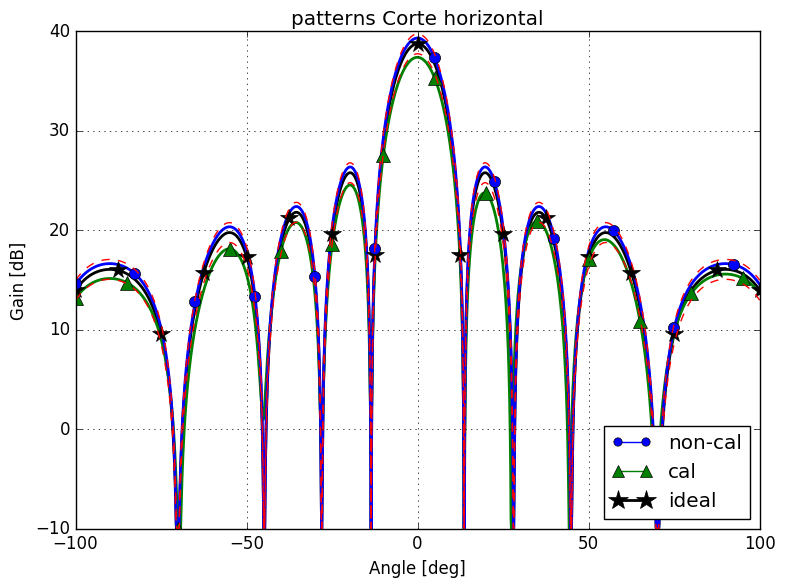 patterns Corte horizontal
Gain [dB]
40
30
20
10
0
−10
−100
−50
0
50
100
Angle [deg]
non-cal
cal
ideal